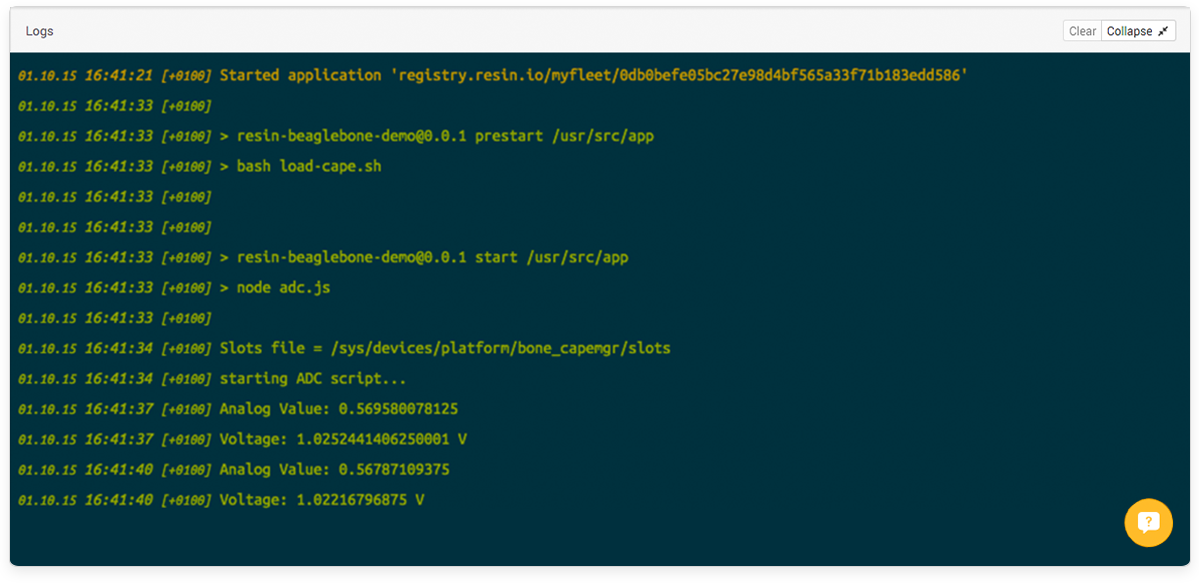 Logs
Clear Collapse
01.10.15 16:41:21 [+0100] Started application 'registry.resin.io/myfleet/0db0befe05bc27e98d4bf565a33f71b183edd586'
01.10.15 16:41:33 [+0100]
01.10.15 16:41:33 [+0100] > resin-beaglebone-demo@0.0.1 prestart /usr/src/app
01.10.15 16:41:33 [+0100] > bash load-cape.sh
01.10.15 16:41:33 [+0100]
01.10.15 16:41:33 [+0100]
01.10.15 16:41:33 [+0100] > resin-beaglebone-demo@0.0.1 start /usr/src/app
01.10.15 16:41:33 [+0100] > node adc.js
01.10.15 16:41:33 [+0100]
01.10.15 16:41:34 [+0100] Slots file = /sys/devices/platform/bone_capemgr/slots
01.10.15 16:41:34 [+0100] starting ADC script...
01.10.15 16:41:37 [+0100] Analog Value: 0.569580078125
01.10.15 16:41:37 [+0100] Voltage: 1.0252441406250001 V
01.10.15 16:41:40 [+0100] Analog Value: 0.56787109375
01.10.15 16:41:40 [+0100] Voltage: 1.02216796875 V
?